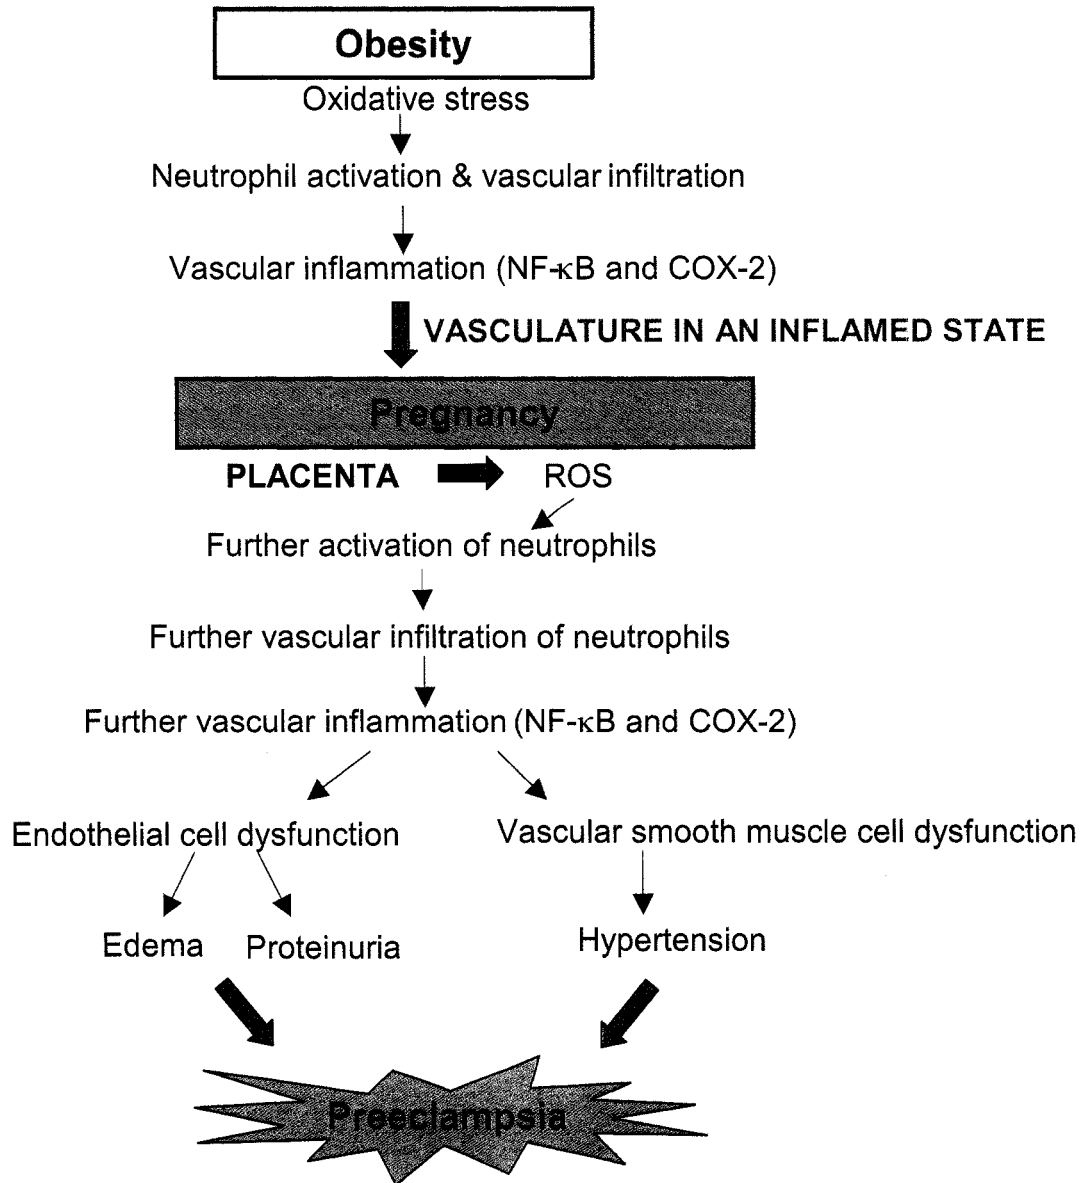 Obesity
Oxidative stress
Neutrophil activation & vascular infiltration
Vascular inflammation (NF-κB and COX-2)
VASCULATURE IN AN INFLAMED STATE
Pregnancy
PLACENTA ROS
Further activation of neutrophils
Further vascular infiltration of neutrophils
Further vascular inflammation (NF-κB and COX-2)
Endothelial cell dysfunction Vascular smooth muscle cell dysfunction
Edema Proteinuria Hypertension
Preeclampsia